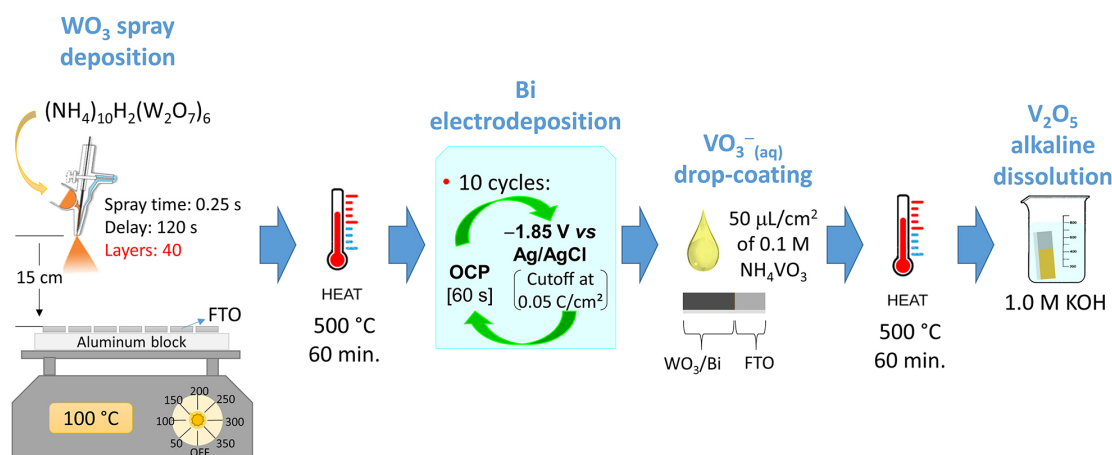 WO₃ spray
deposition
(NH₄)₁₀H₂(W₂O₇)₆
Spray time: 0.25 s
Delay: 120 s
Layers: 40
15 cm
FTO
Aluminum block
100 °C
200
150
250
100
300
50
350
OFF
HEAT
500 °C
60 min.
Bi
electrodeposition
• 10 cycles:
–1.85 V vs
Ag/AgCl
Cutoff at
0.05 C/cm²
OCP
[60 s]
VO₃⁻(aq)
drop-coating
50 µL/cm²
of 0.1 M
NH₄VO₃
WO₃/Bi
FTO
HEAT
500 °C
60 min.
V₂O₅
alkaline
dissolution
1.0 M KOH